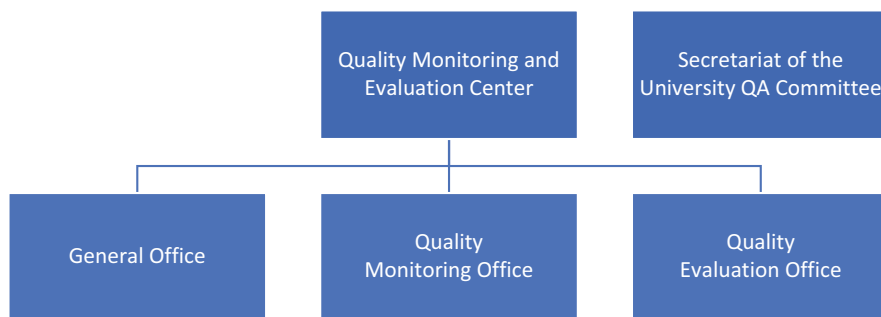 Quality Monitoring and
Evaluation Center
Secretariat of the
University QA Committee
General Office
Quality
Monitoring Office
Quality
Evaluation Office